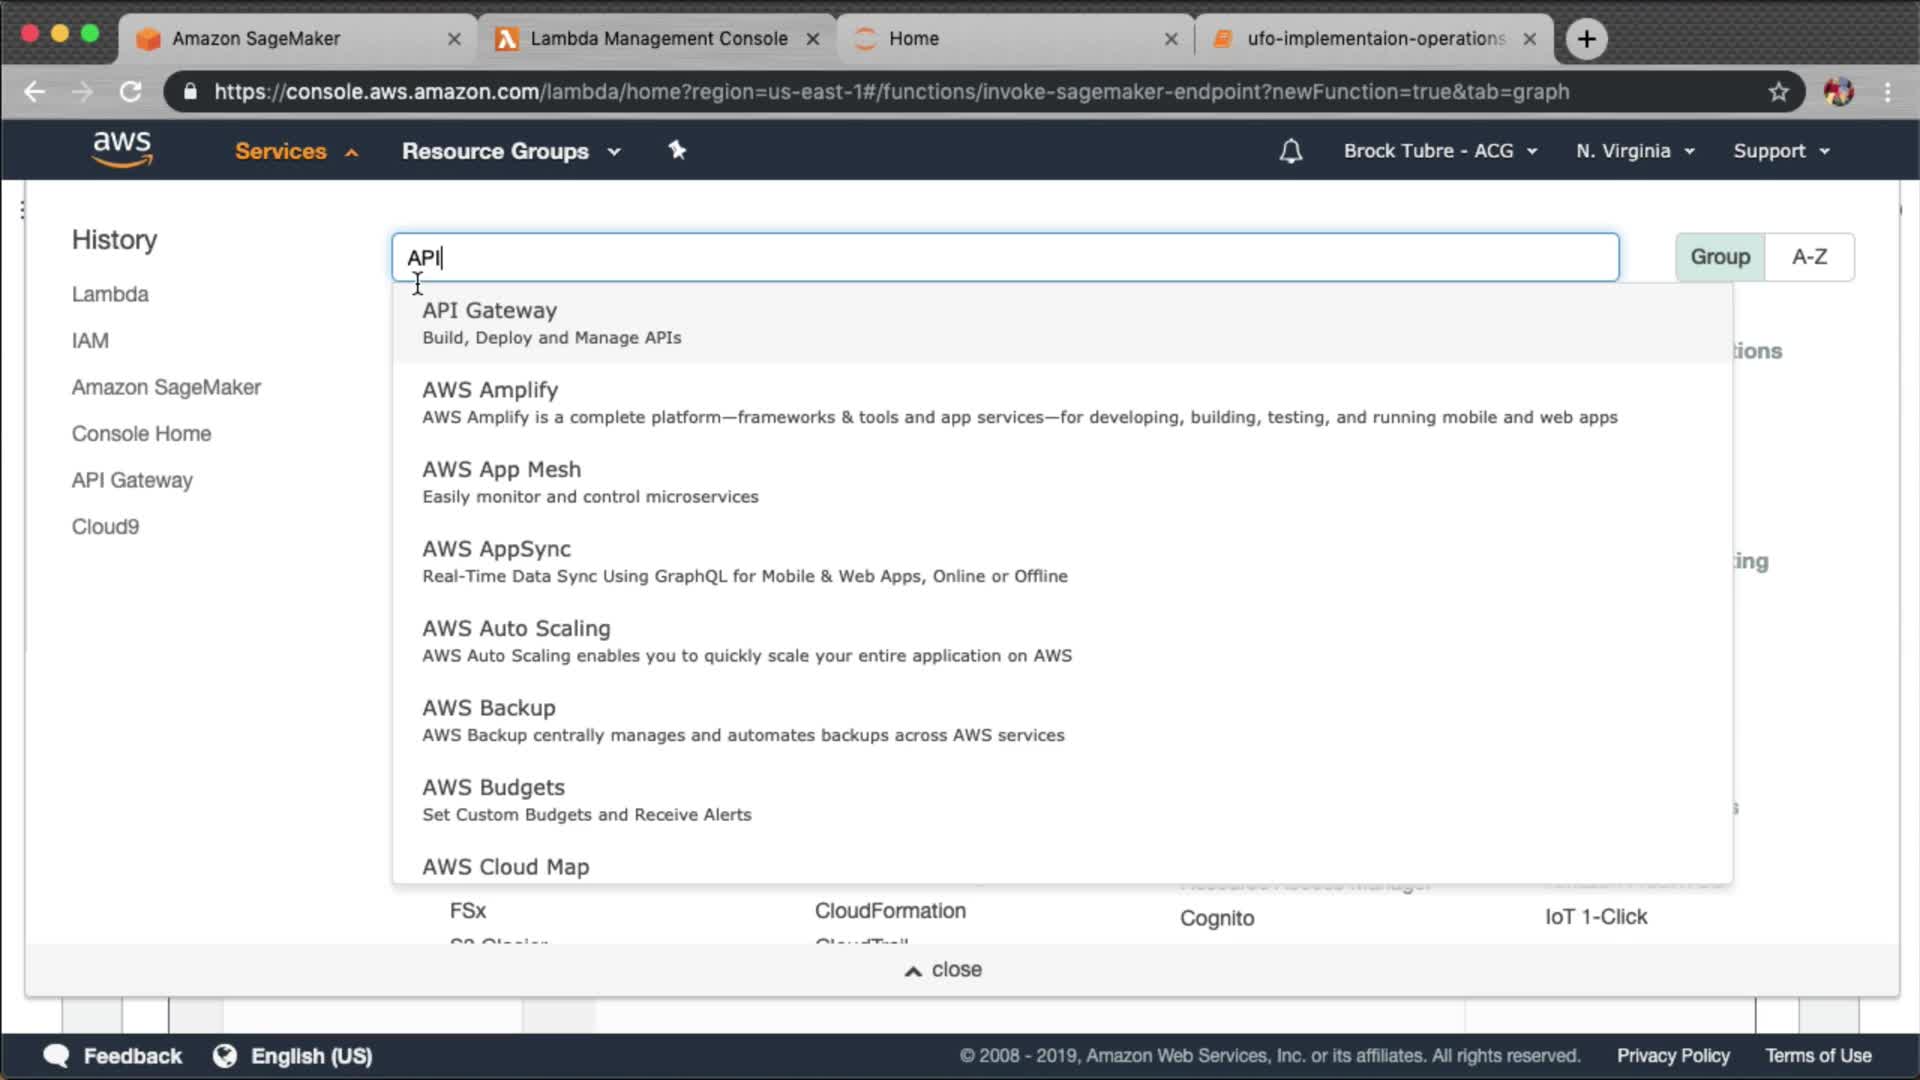 Amazon SageMaker
Lambda Management Console
Home
ufo-implementaion-operations
https://console.aws.amazon.com/lambda/home?region=us-east-1#/functions/invoke-sagemaker-endpoint?newFunction=true&tab=graph
aws
Services
Resource Groups
Brock Tubre - ACG
N. Virginia
Support
History
API
Group
A-Z
Lambda
IAM
Amazon SageMaker
Console Home
API Gateway
Cloud9
API Gateway
Build, Deploy and Manage APIs
AWS Amplify
AWS Amplify is a complete platform—frameworks & tools and app services—for developing, building, testing, and running mobile and web apps
AWS App Mesh
Easily monitor and control microservices
AWS AppSync
Real-Time Data Sync Using GraphQL for Mobile & Web Apps, Online or Offline
AWS Auto Scaling
AWS Auto Scaling enables you to quickly scale your entire application on AWS
AWS Backup
AWS Backup centrally manages and automates backups across AWS services
AWS Budgets
Set Custom Budgets and Receive Alerts
AWS Cloud Map
FSx
CloudFormation
Cognito
IoT 1-Click
close
Feedback
English (US)
© 2008 - 2019, Amazon Web Services, Inc. or its affiliates. All rights reserved.
Privacy Policy
Terms of Use